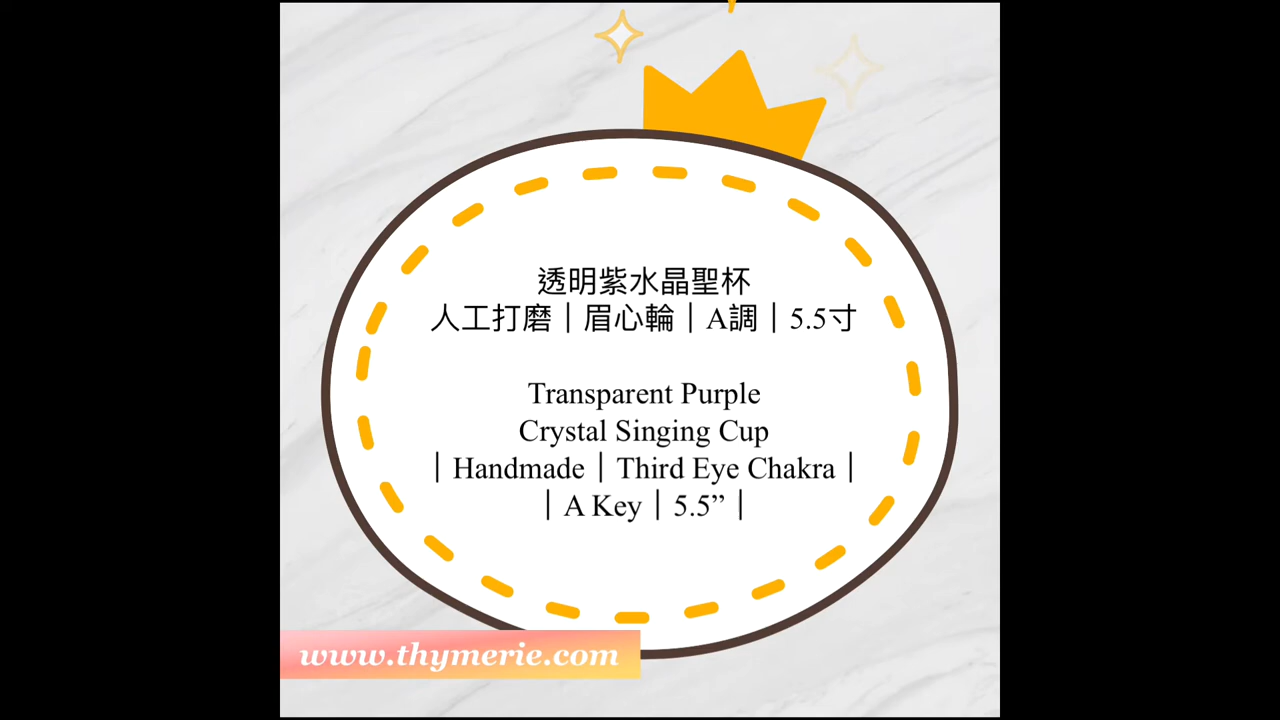 透明紫水晶聖杯
人工打磨｜眉心輪｜A調｜5.5寸
Transparent Purple
Crystal Singing Cup
｜Handmade｜Third Eye Chakra｜
｜A Key｜5.5”｜
www.thymerie.com